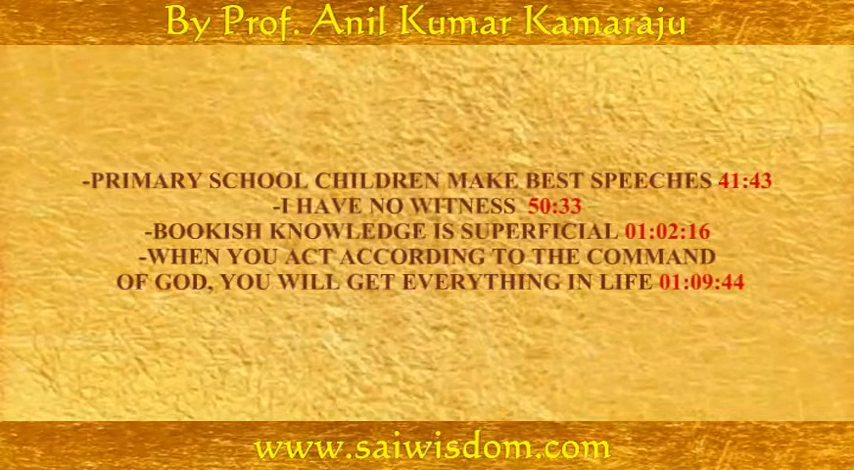 By Prof. Anil Kumar Kamaraju
-PRIMARY SCHOOL CHILDREN MAKE BEST SPEECHES 41:43
-I HAVE NO WITNESS 50:33
-BOOKISH KNOWLEDGE IS SUPERFICIAL 01:02:16
-WHEN YOU ACT ACCORDING TO THE COMMAND
OF GOD, YOU WILL GET EVERYTHING IN LIFE 01:09:44
www.saiwisdom.com